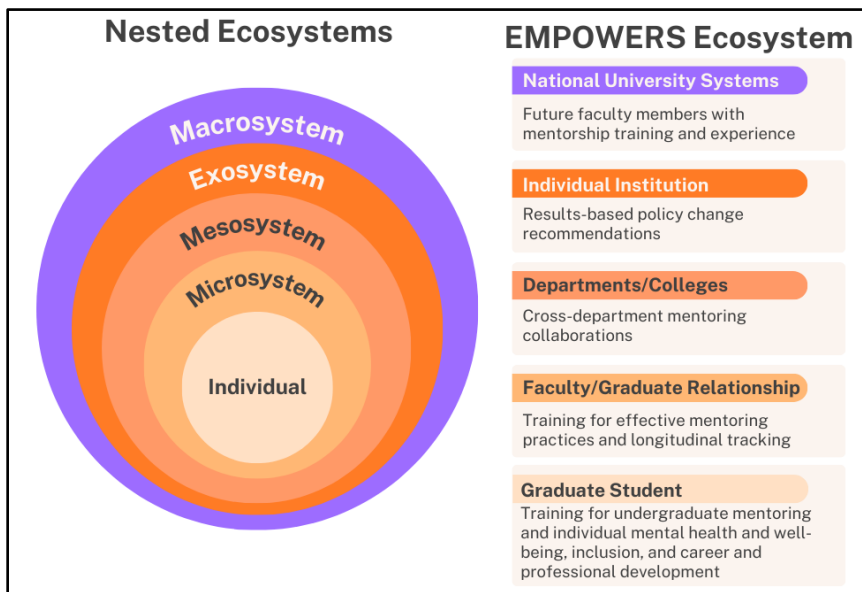 Nested Ecosystems
Macrosystem
Exosystem
Mesosystem
Microsystem
Individual
EMPOWERS Ecosystem
National University Systems
Future faculty members with
mentorship training and experience
Individual Institution
Results-based policy change
recommendations
Departments/Colleges
Cross-department mentoring
collaborations
Faculty/Graduate Relationship
Training for effective mentoring
practices and longitudinal tracking
Graduate Student
Training for undergraduate mentoring
and individual mental health and well-
being, inclusion, and career and
professional development